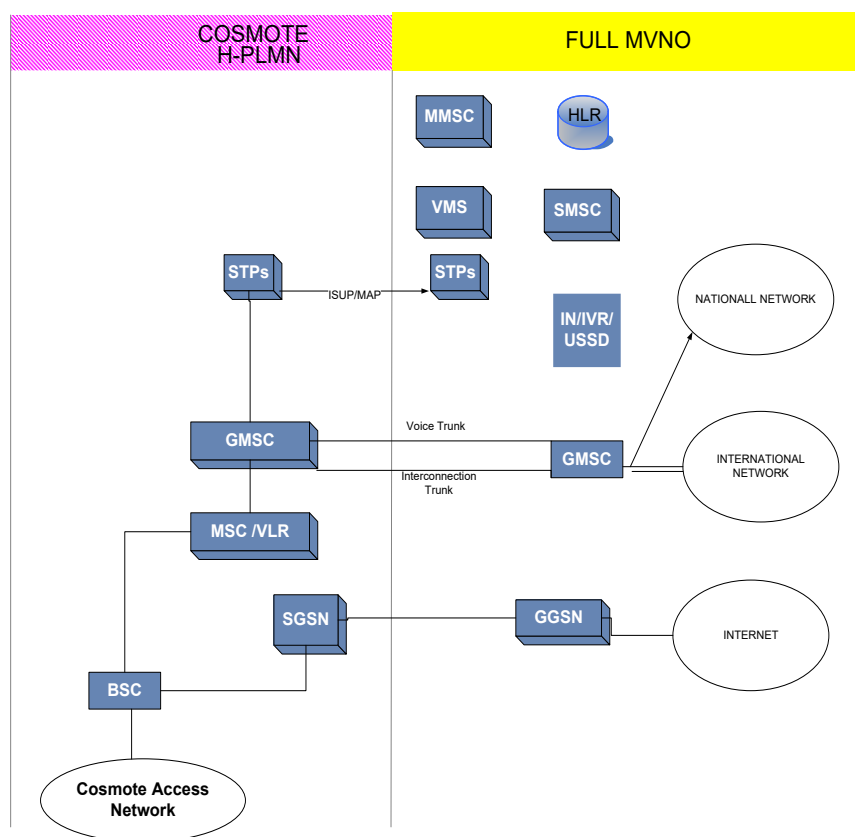 COSMOTE
H-PLMN
FULL MVNO
MMSC
HLR
VMS
SMSC
STPs
ISUP/MAP
STPs
NATIONALL NETWORK
IN/IVR/
USSD
GMSC
Voice Trunk
GMSC
Interconnection
Trunk
INTERNATIONAL
NETWORK
MSC /VLR
SGSN
GGSN
INTERNET
BSC
Cosmote Access
Network